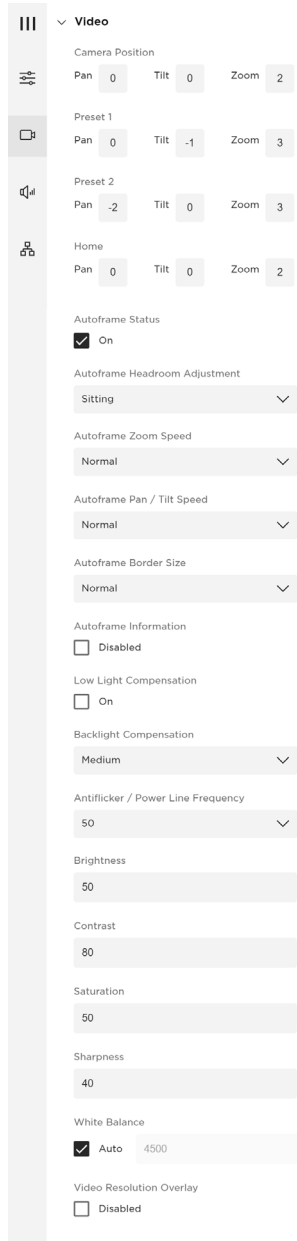 Video
Camera Position
Pan 0 Tilt 0 Zoom 2
Preset 1
Pan 0 Tilt -1 Zoom 3
Preset 2
Pan -2 Tilt 0 Zoom 3
Home
Pan 0 Tilt 0 Zoom 2
Autoframe Status
On
Autoframe Headroom Adjustment
Sitting
Autoframe Zoom Speed
Normal
Autoframe Pan / Tilt Speed
Normal
Autoframe Border Size
Normal
Autoframe Information
Disabled
Low Light Compensation
On
Backlight Compensation
Medium
Antiflicker / Power Line Frequency
50
Brightness
50
Contrast
80
Saturation
50
Sharpness
40
White Balance
Auto 4500
Video Resolution Overlay
Disabled